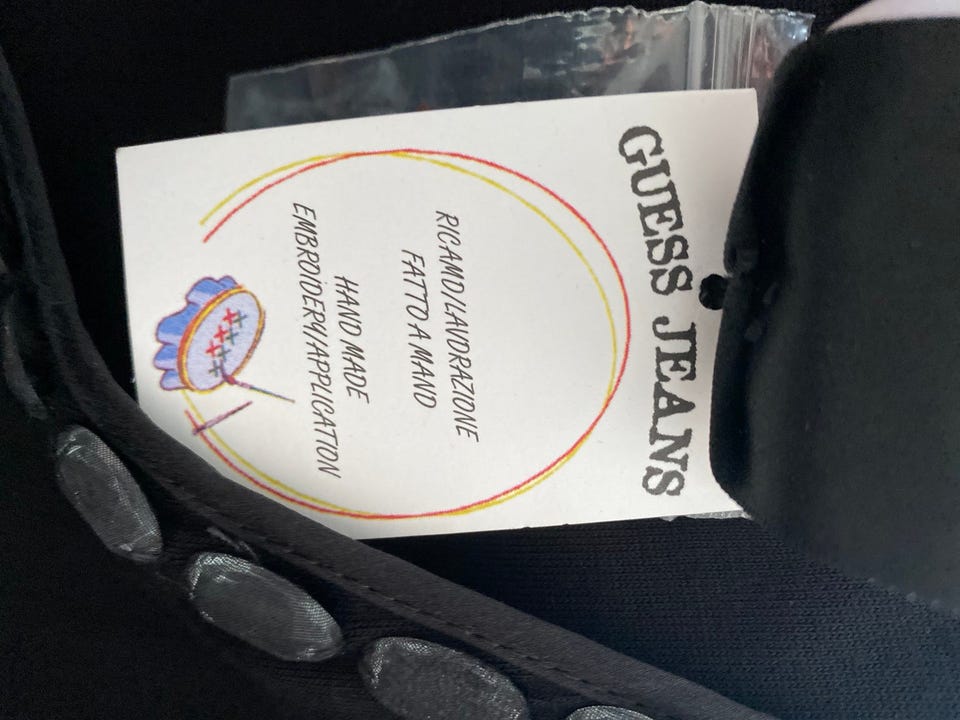 GUESS JEANS
RICAMO/LAVORAZIONE
FATTO A MANO
HAND MADE
EMBROIDERY/APPLICATION